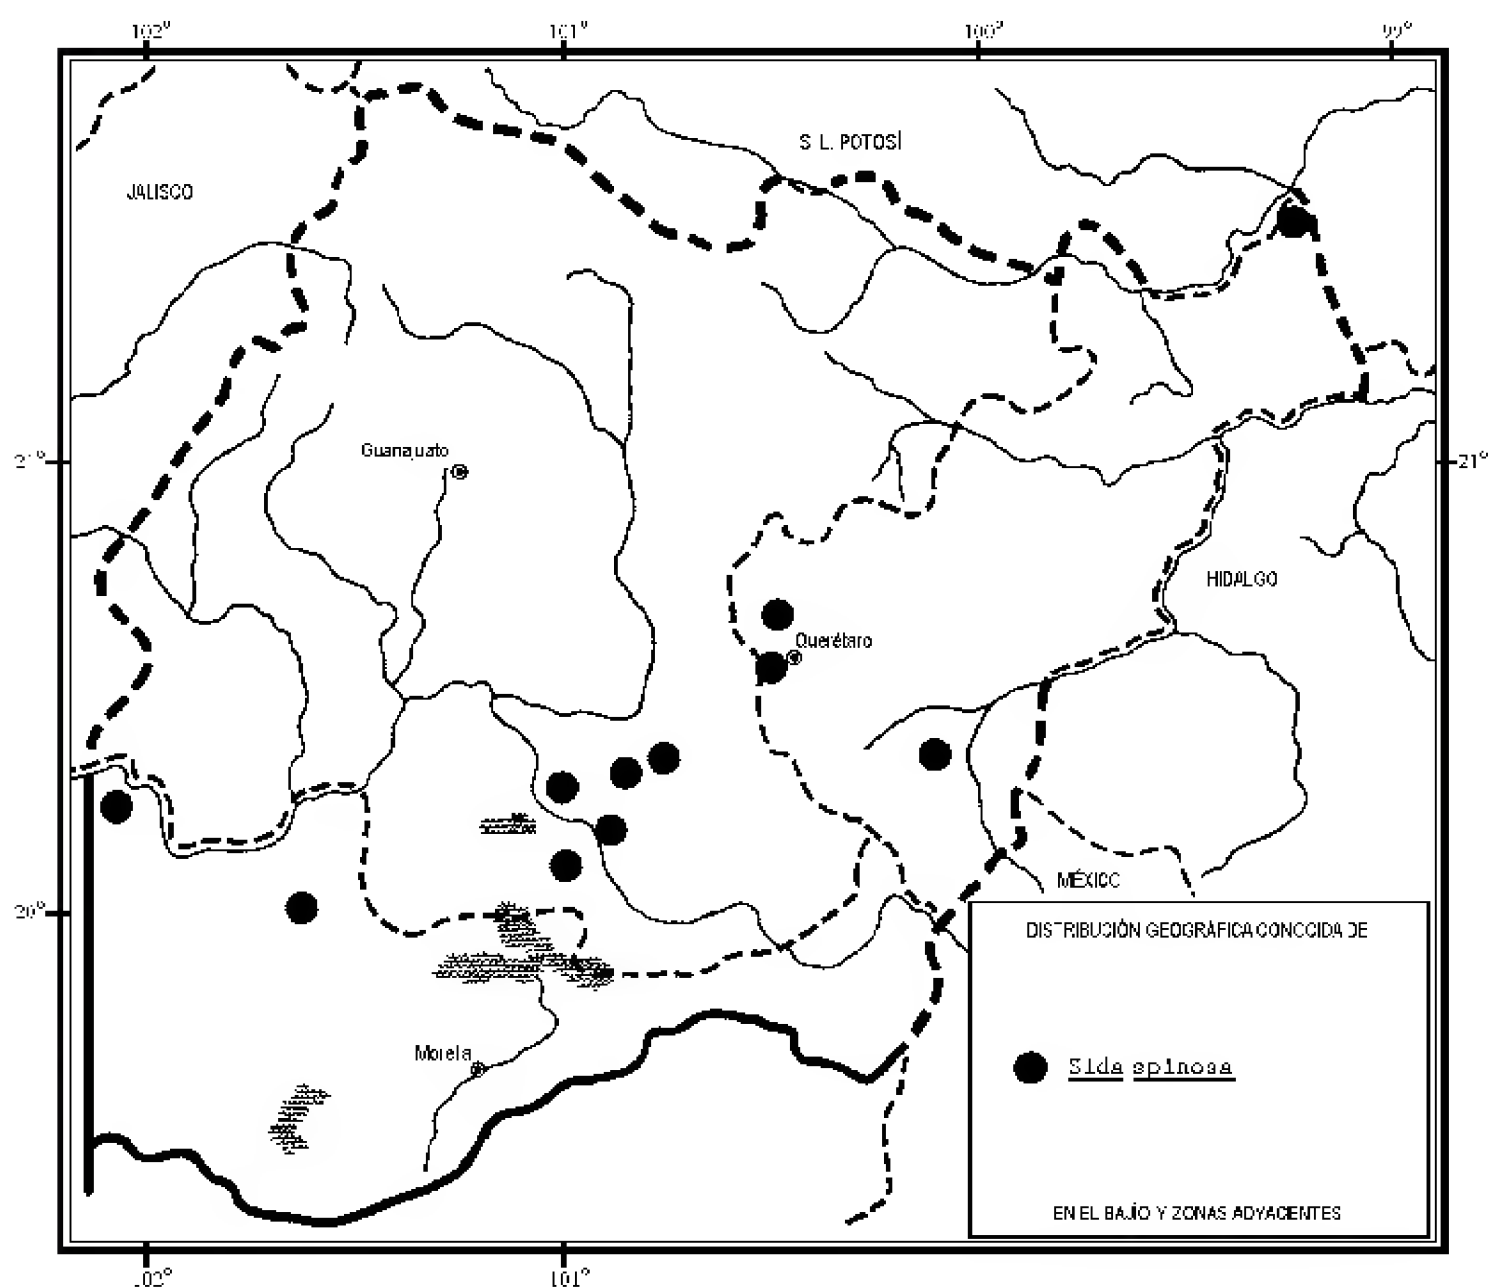 102° 101° 100° 99°
S. L. POTOSÍ
JALISCO
Guanajuato
21° 21°
HIDALGO
Querétaro
MÉXICO
20°
DISTRIBUCIÓN GEOGRÁFICA CONOCIDA DE
Morelia
Sida spinosa
EN EL BAJÍO Y ZONAS ADYACENTES
102° 101°